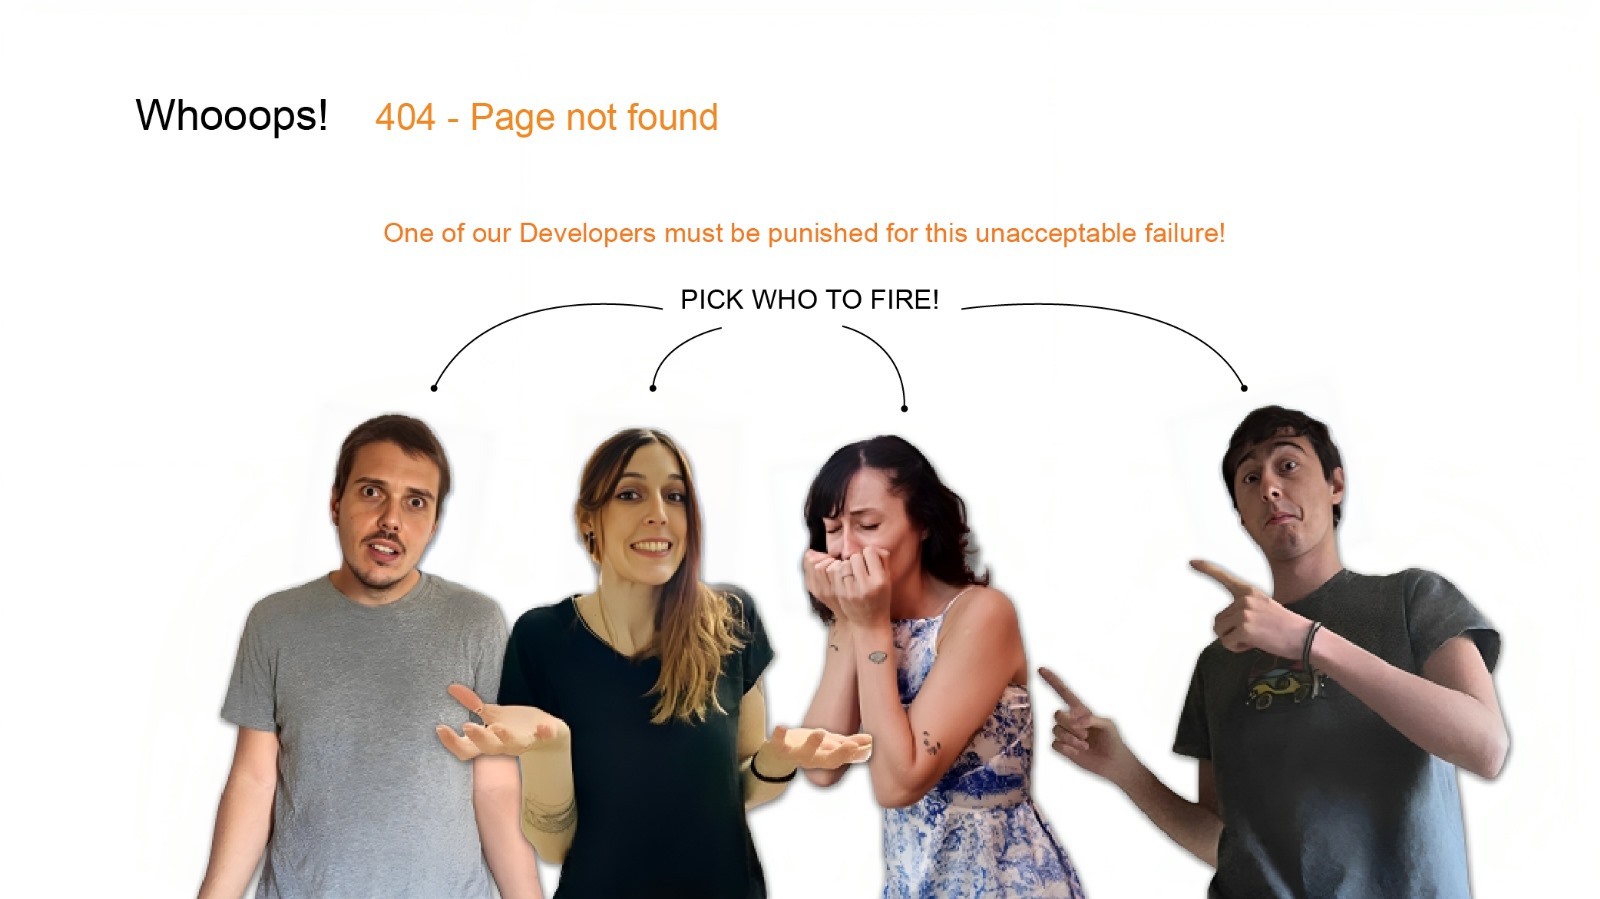 Whooops! 404 - Page not found
One of our Developers must be punished for this unacceptable failure!
PICK WHO TO FIRE!